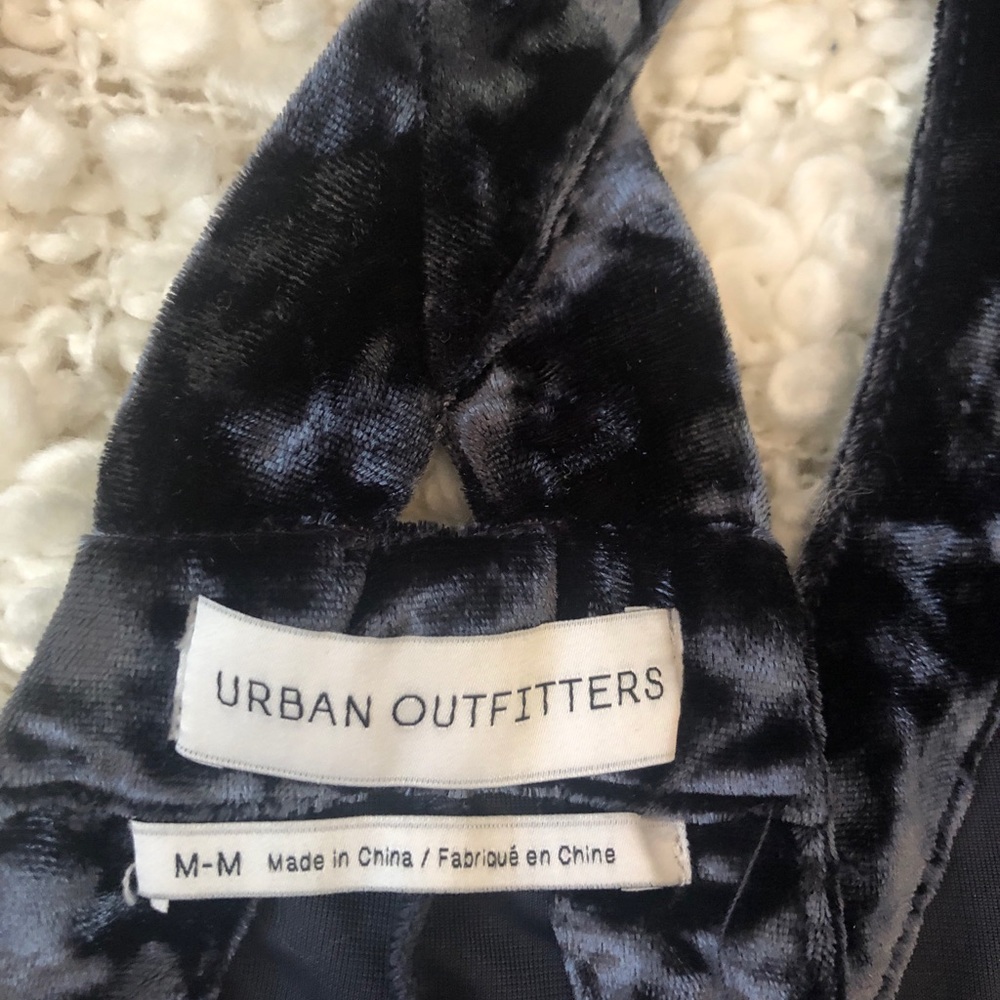 URBAN OUTFITTERS
M-M Made in China / Fabriqué en Chine